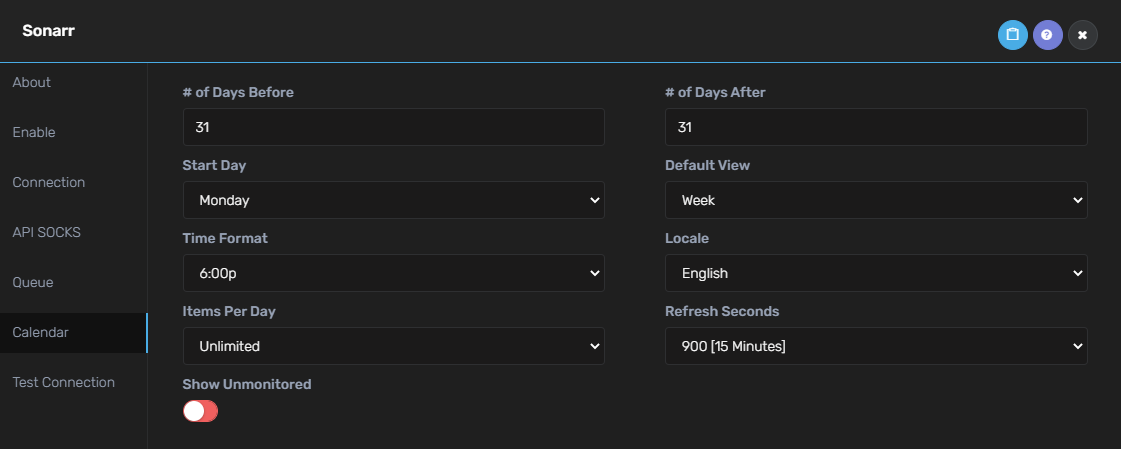 Sonarr
About
Enable
Connection
API SOCKS
Queue
Calendar
Test Connection
# of Days Before
# of Days After
31
31
Start Day
Default View
Monday
Week
Time Format
Locale
6:00p
English
Items Per Day
Refresh Seconds
Unlimited
900 [15 Minutes]
Show Unmonitored